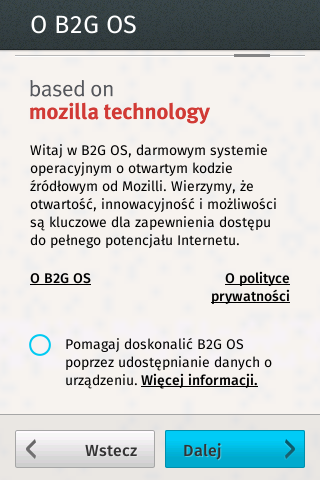 O B2G OS
based on
mozilla technology
Witaj w B2G OS, darmowym systemie
operacyjnym o otwartym kodzie
źródłowym od Mozilli. Wierzymy, że
otwartość, innowacyjność i możliwości
są kluczowe dla zapewnienia dostępu
do pełnego potencjału Internetu.
O B2G OS
O polityce
prywatności
Pomagaj doskonalić B2G OS
poprzez udostępnianie danych o
urządzeniu. Więcej informacji.
Wstecz
Dalej